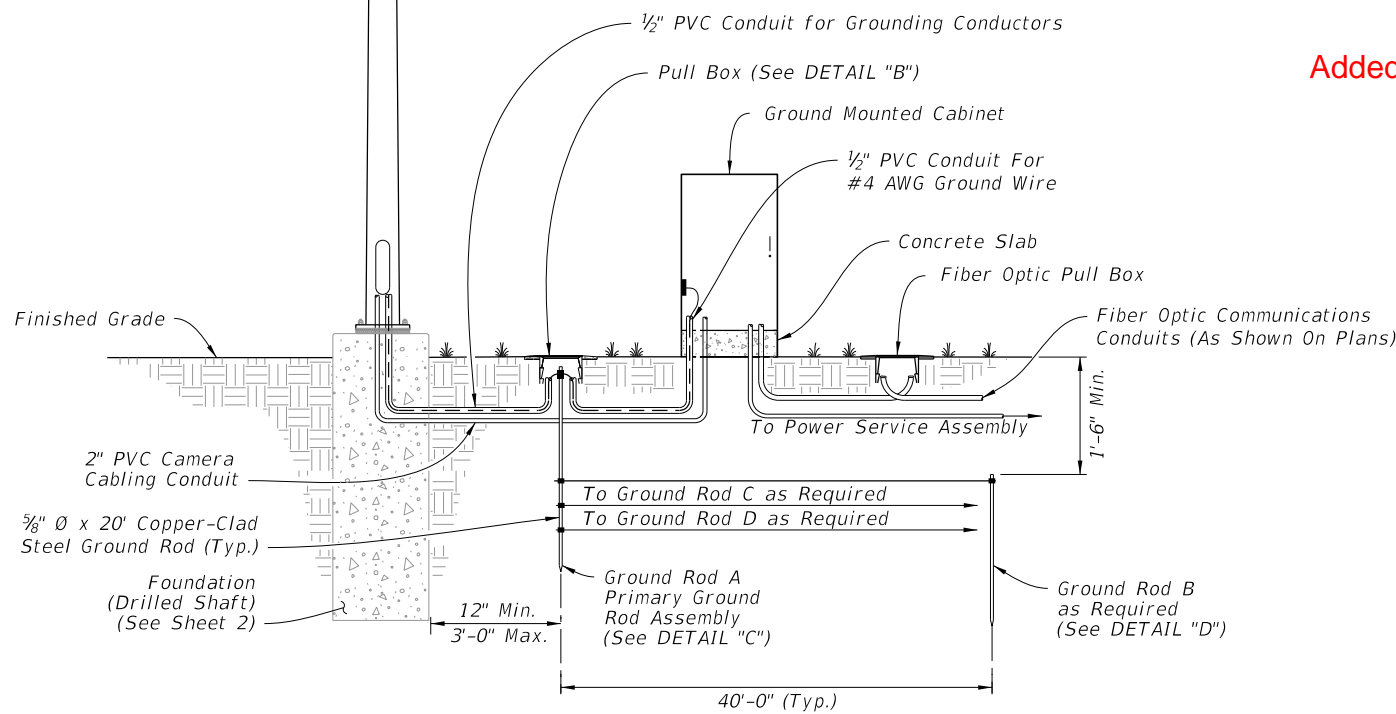 ½" PVC Conduit for Grounding Conductors
Pull Box (See DETAIL "B")
Added
Ground Mounted Cabinet
½" PVC Conduit For
#4 AWG Ground Wire
Concrete Slab
Fiber Optic Pull Box
Finished Grade
Fiber Optic Communications
Conduits (As Shown On Plans)
1'-6" Min.
To Power Service Assembly
2" PVC Camera
Cabling Conduit
To Ground Rod C as Required
To Ground Rod D as Required
⅝" Ø x 20' Copper-Clad
Steel Ground Rod (Typ.)
Foundation
(Drilled Shaft)
(See Sheet 2)
12" Min.
3'-0" Max.
Ground Rod A
Primary Ground
Rod Assembly
(See DETAIL "C")
Ground Rod B
as Required
(See DETAIL "D")
40'-0" (Typ.)